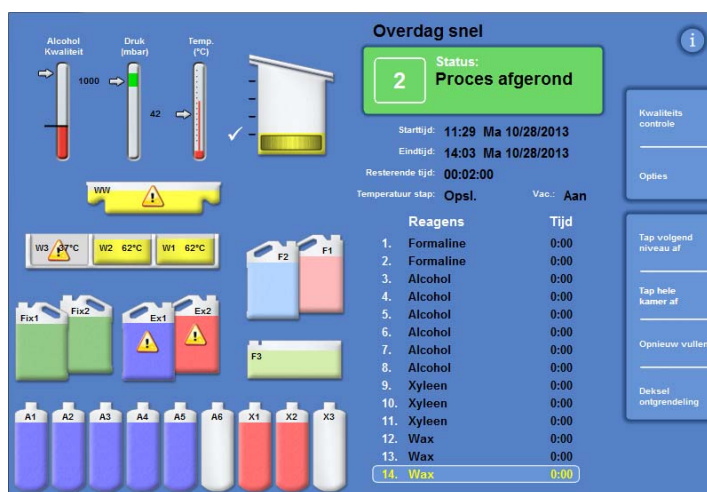 Alcohol
Kwaliteit
Druk
(mbar)
Temp.
(°C)
1000
42
WW
W3 37°C
W2 62°C
W1 62°C
F2
F1
Fix1
Fix2
Ex1
Ex2
F3
A1
A2
A3
A4
A5
A6
X1
X2
X3
Overdag snel
2
Status:
Proces afgerond
Starttijd: 11:29 Ma 10/28/2013
Eindtijd: 14:03 Ma 10/28/2013
Resterende tijd: 00:02:00
Temperatuur stap: Opsl. Vac.: Aan
Reagens Tijd
1. Formaline 0:00
2. Formaline 0:00
3. Alcohol 0:00
4. Alcohol 0:00
5. Alcohol 0:00
6. Alcohol 0:00
7. Alcohol 0:00
8. Alcohol 0:00
9. Xyleen 0:00
10. Xyleen 0:00
11. Xyleen 0:00
12. Wax 0:00
13. Wax 0:00
14. Wax 0:00
i
Kwaliteits
controle
Opties
Tap volgend
niveau af
Tap hele
kamer af
Opnieuw vullen
Deksel
ontgrendeling